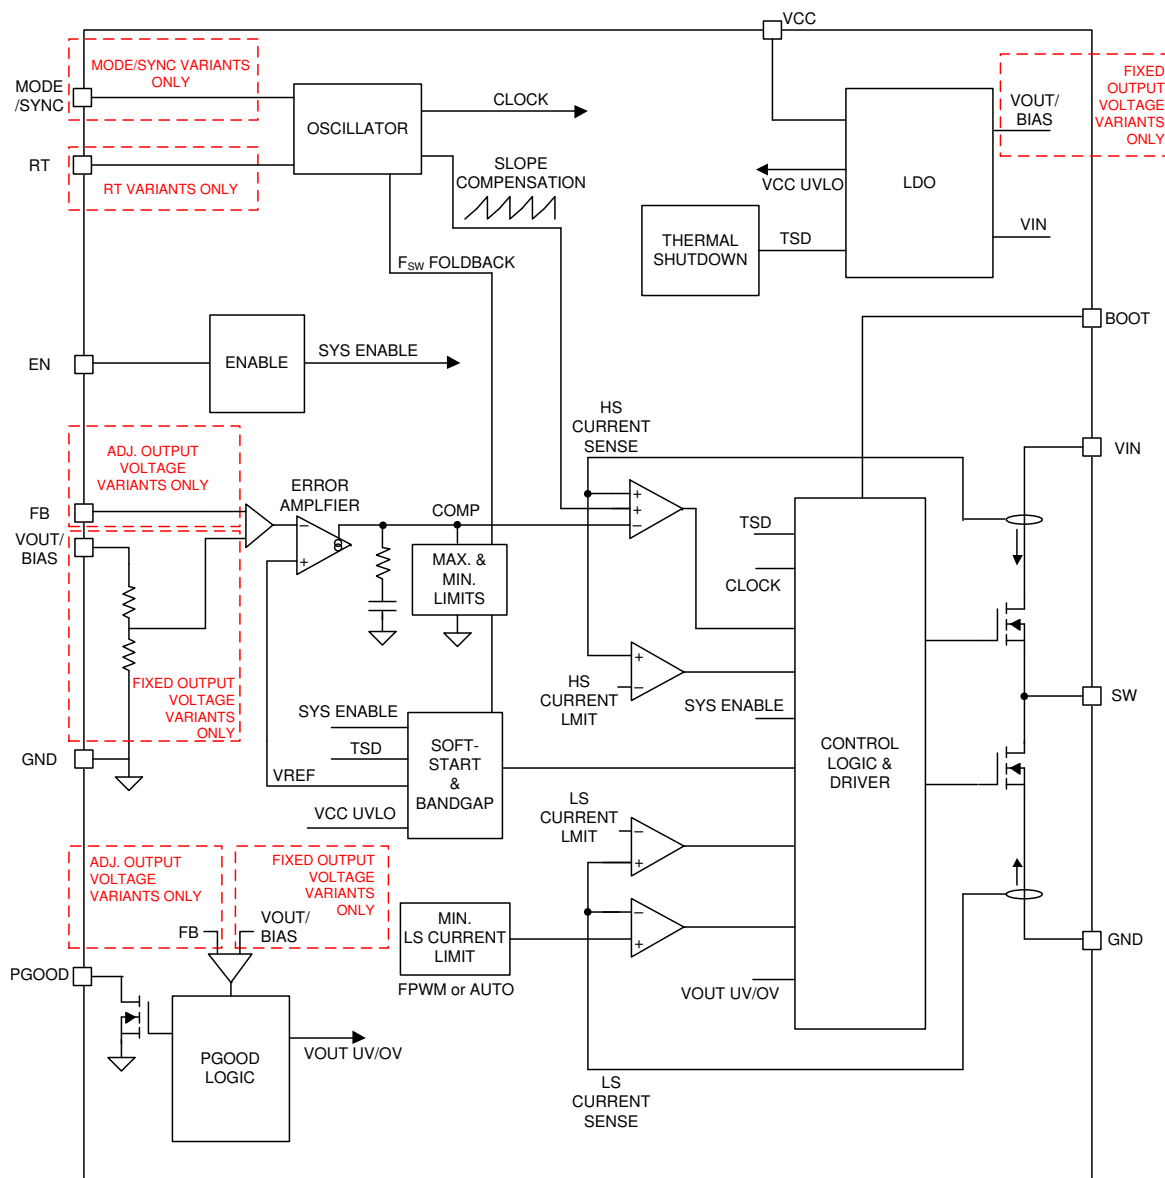 VCC
MODE/SYNC VARIANTS
ONLY
MODE
/SYNC
OSCILLATOR
CLOCK
FIXED
OUTPUT
VOLTAGE
VARIANTS
ONLY
VOUT/
BIAS
RT
RT VARIANTS ONLY
SLOPE
COMPENSATION
VCC UVLO
LDO
THERMAL
SHUTDOWN
TSD
VIN
FSW FOLDBACK
BOOT
EN
ENABLE
SYS ENABLE
HS
CURRENT
SENSE
VIN
ADJ. OUTPUT
VOLTAGE
VARIANTS ONLY
FB
ERROR
AMPLFIER
COMP
VOUT/
BIAS
MAX. &
MIN.
LIMITS
TSD
CLOCK
FIXED OUTPUT
VOLTAGE
VARIANTS
ONLY
HS
CURRENT
LMIT
SYS ENABLE
SW
SYS ENABLE
TSD
VREF
VCC UVLO
SOFT-
START
&
BANDGAP
CONTROL
LOGIC &
DRIVER
GND
LS
CURRENT
LMIT
ADJ. OUTPUT
VOLTAGE
VARIANTS ONLY
FIXED OUTPUT
VOLTAGE
VARIANTS
ONLY
FB
VOUT/
BIAS
MIN.
LS CURRENT
LIMIT
FPWM or AUTO
GND
PGOOD
VOUT UV/OV
PGOOD
LOGIC
VOUT UV/OV
LS
CURRENT
SENSE